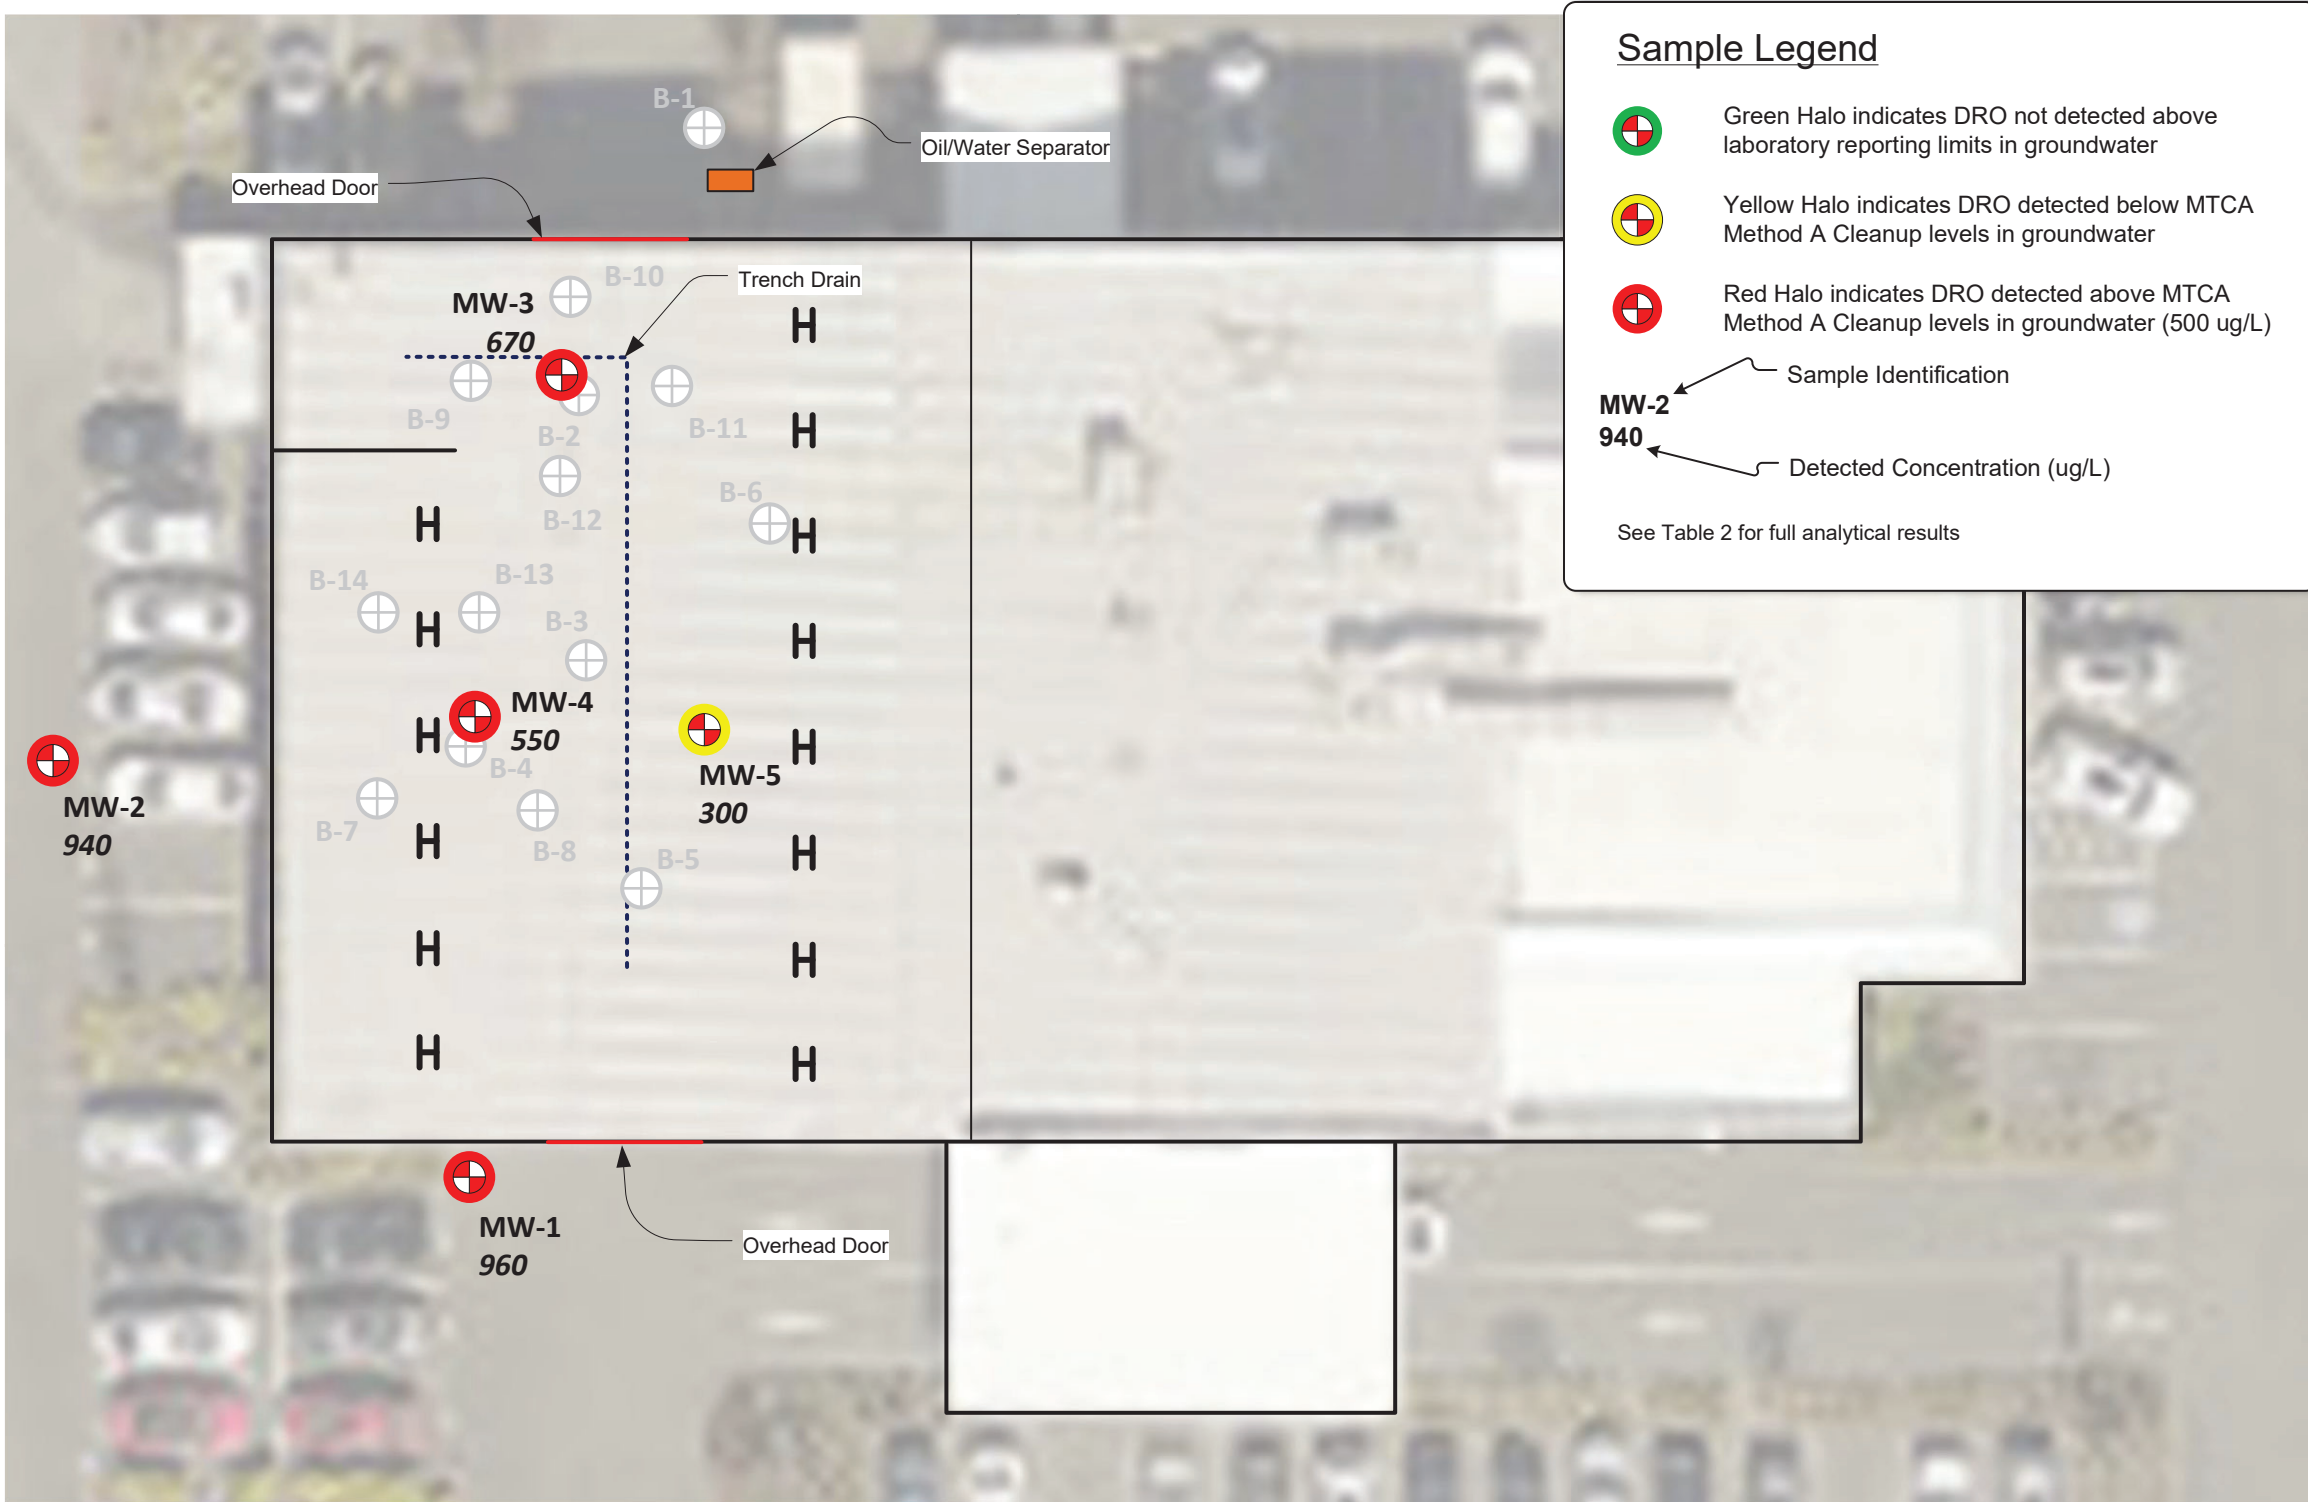 Sample Legend
Green Halo indicates DRO not detected above
laboratory reporting limits in groundwater
Yellow Halo indicates DRO detected below MTCA
Method A Cleanup levels in groundwater
Red Halo indicates DRO detected above MTCA
Method A Cleanup levels in groundwater (500 ug/L)
Sample Identification
MW-2
940
Detected Concentration (ug/L)
See Table 2 for full analytical results
B-1
Oil/Water Separator
Overhead Door
B-10
Trench Drain
MW-3
670
H
B-9
B-2
B-11
H
B-6
B-12
H
H
B-14
B-13
B-3
H
H
MW-4
550
H
H
B-4
MW-5
300
MW-2
940
B-7
B-8
H
H
B-5
H
H
H
H
MW-1
960
Overhead Door